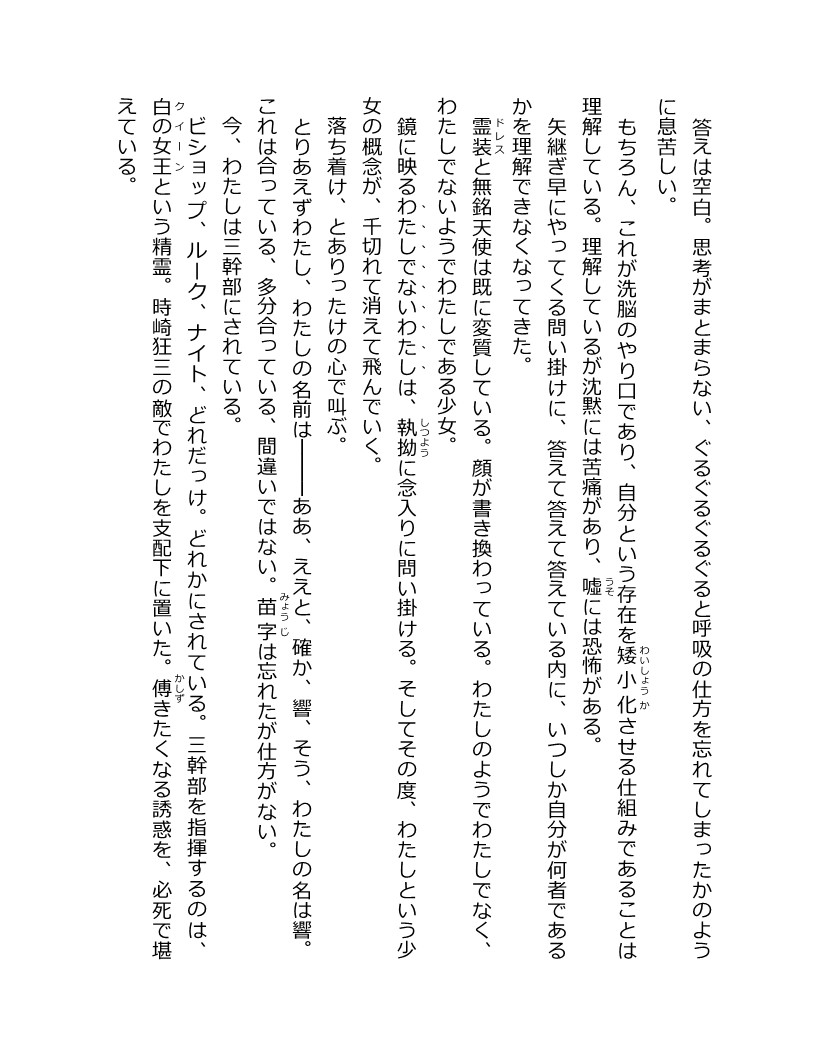 答えは空白。思考がまとまらない、ぐるぐるぐるぐると呼吸の仕方を忘れてしまったかのよう
に息苦しい。
もちろん、これが洗脳のやり口であり、自分という存在を矮小化させる仕組みであることは
理解している。理解しているが沈黙には苦痛があり、嘘には恐怖がある。
矢継ぎ早にやってくる問い掛けに、答えて答えて答えている内に、いつしか自分が何者である
かを理解できなくなってきた。
霊装と無銘天使は既に変質している。顔が書き換わっている。わたしのようでわたしでなく、
わたしでないようでわたしである少女。
鏡に映るわたしでないわたしは、執拗に念入りに問い掛ける。そしてその度、わたしという少
女の概念が、千切れて消えて飛んでいく。
落ち着け、とありったけの心で叫ぶ。
とりあえずわたし、わたしの名前は――ああ、ええと、確か、響、そう、わたしの名は響。
これは合っている、多分合っている、間違いではない。苗字は忘れたが仕方がない。
今、わたしは三幹部にされている。
ビショップ、ルーク、ナイト、どれだっけ。どれかにされている。三幹部を指揮するのは、
白の女王という精霊。時崎狂三の敵でわたしを支配下に置いた。傅きたくなる誘惑を、必死で堪
えている。